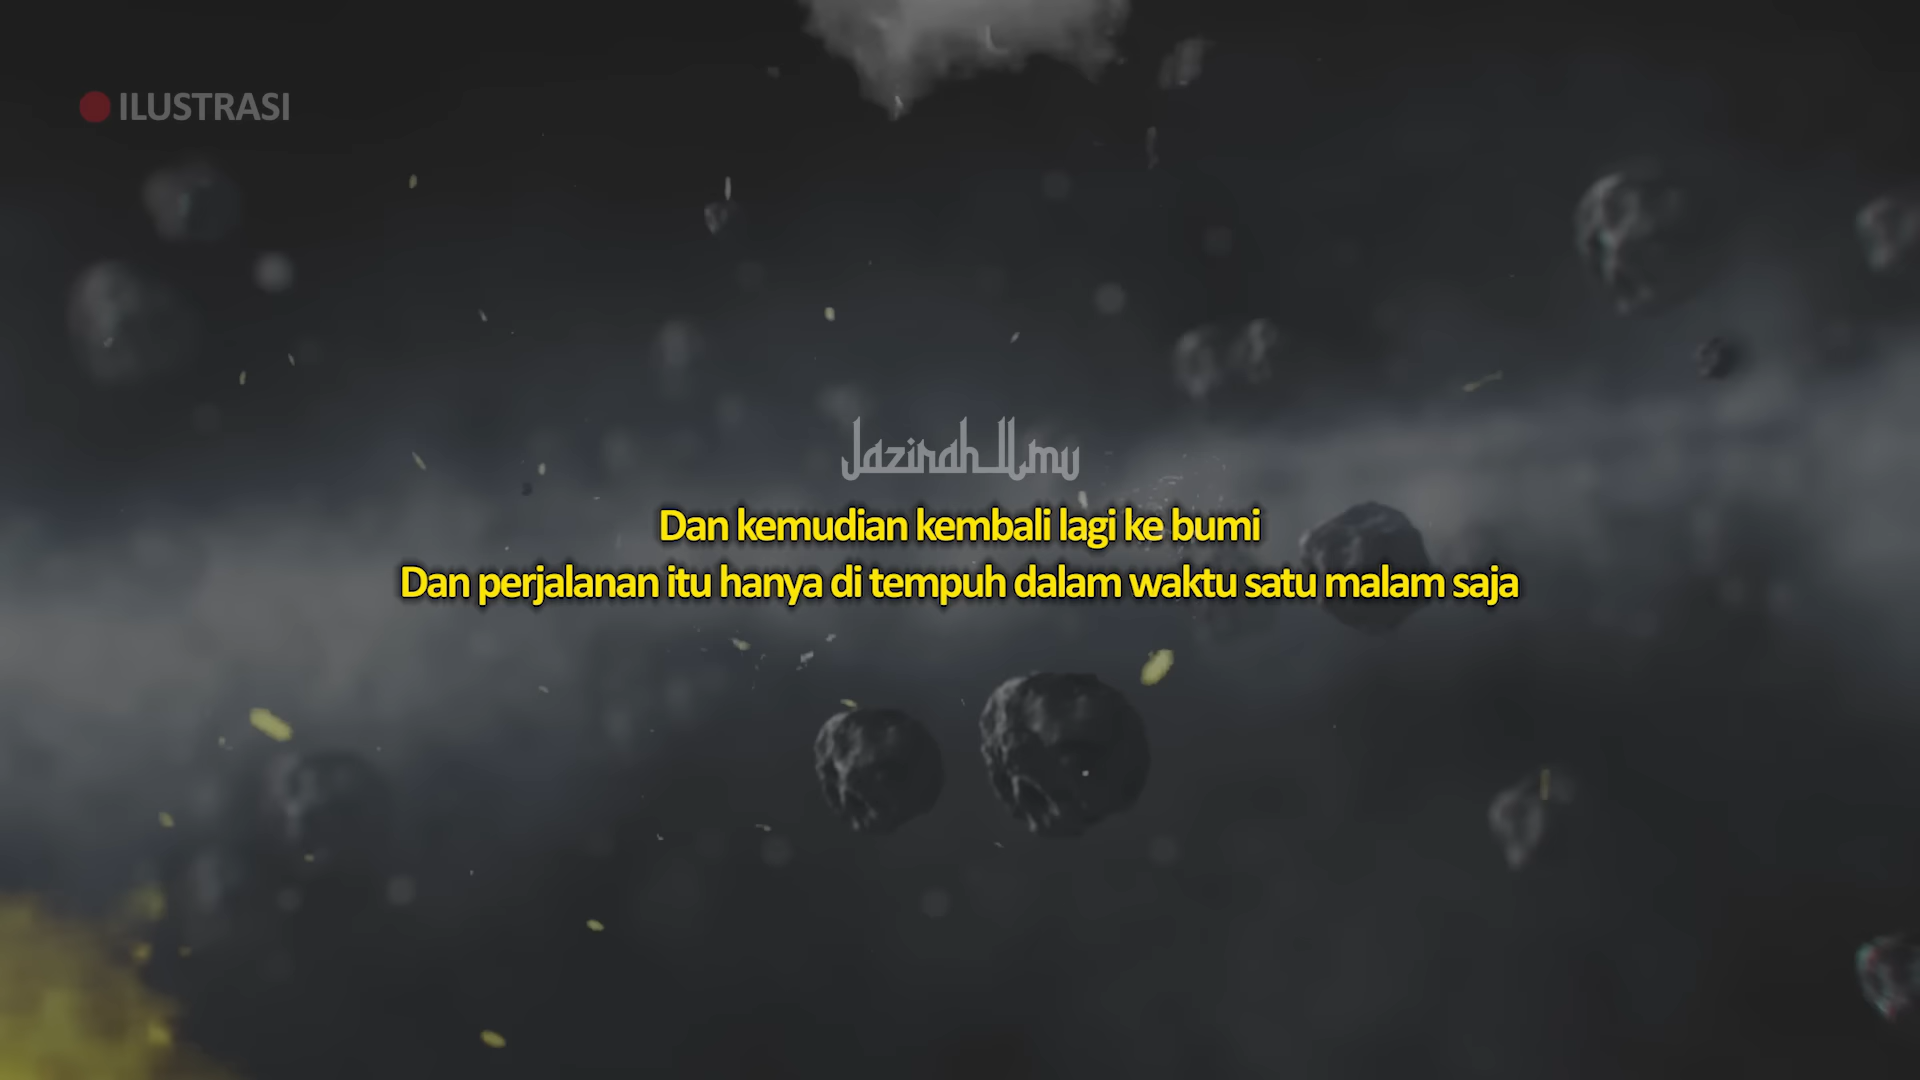 ILUSTRASI
Jazirah Ilmu
Dan kemudian kembali lagi ke bumi
Dan perjalanan itu hanya di tempuh dalam waktu satu malam saja